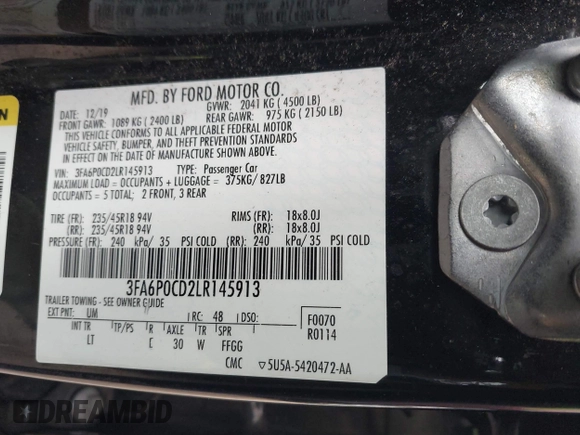 MFD. BY FORD MOTOR CO.
DATE: 12/19 GVWR: 2041 KG ( 4500 LB)
FRONT GAWR: 1089 KG ( 2400 LB) REAR GAWR: 975 KG ( 2150 LB)
THIS VEHICLE CONFORMS TO ALL APPLICABLE FEDERAL MOTOR
VEHICLE SAFETY, BUMPER, AND THEFT PREVENTION STANDARDS
IN EFFECT ON THE DATE OF MANUFACTURE SHOWN ABOVE.
VIN: 3FA6P0CD2LR145913 TYPE: Passenger Car
MAXIMUM LOAD = OCCUPANTS + LUGGAGE = 375KG/ 827LB
OCCUPANTS = 5 TOTAL; 2 FRONT, 3 REAR
TIRE (FR): 235/45R18 94V RIMS (FR): 18x8.0J
(RR): 235/45R18 94V (RR): 18x8.0J
PRESSURE (FR): 240 kPa/ 35 PSI COLD (RR): 240 kPa/ 35 PSI COLD
3FA6P0CD2LR145913
TRAILER TOWING - SEE OWNER GUIDE
EXT PNT: UM RC: 48 DSO: F0070
INT TR TP/PS R AXLE TR SPR R0114
LT E 30 W FFGG
CMC 5U5A-5420472-AA
DREAMBID